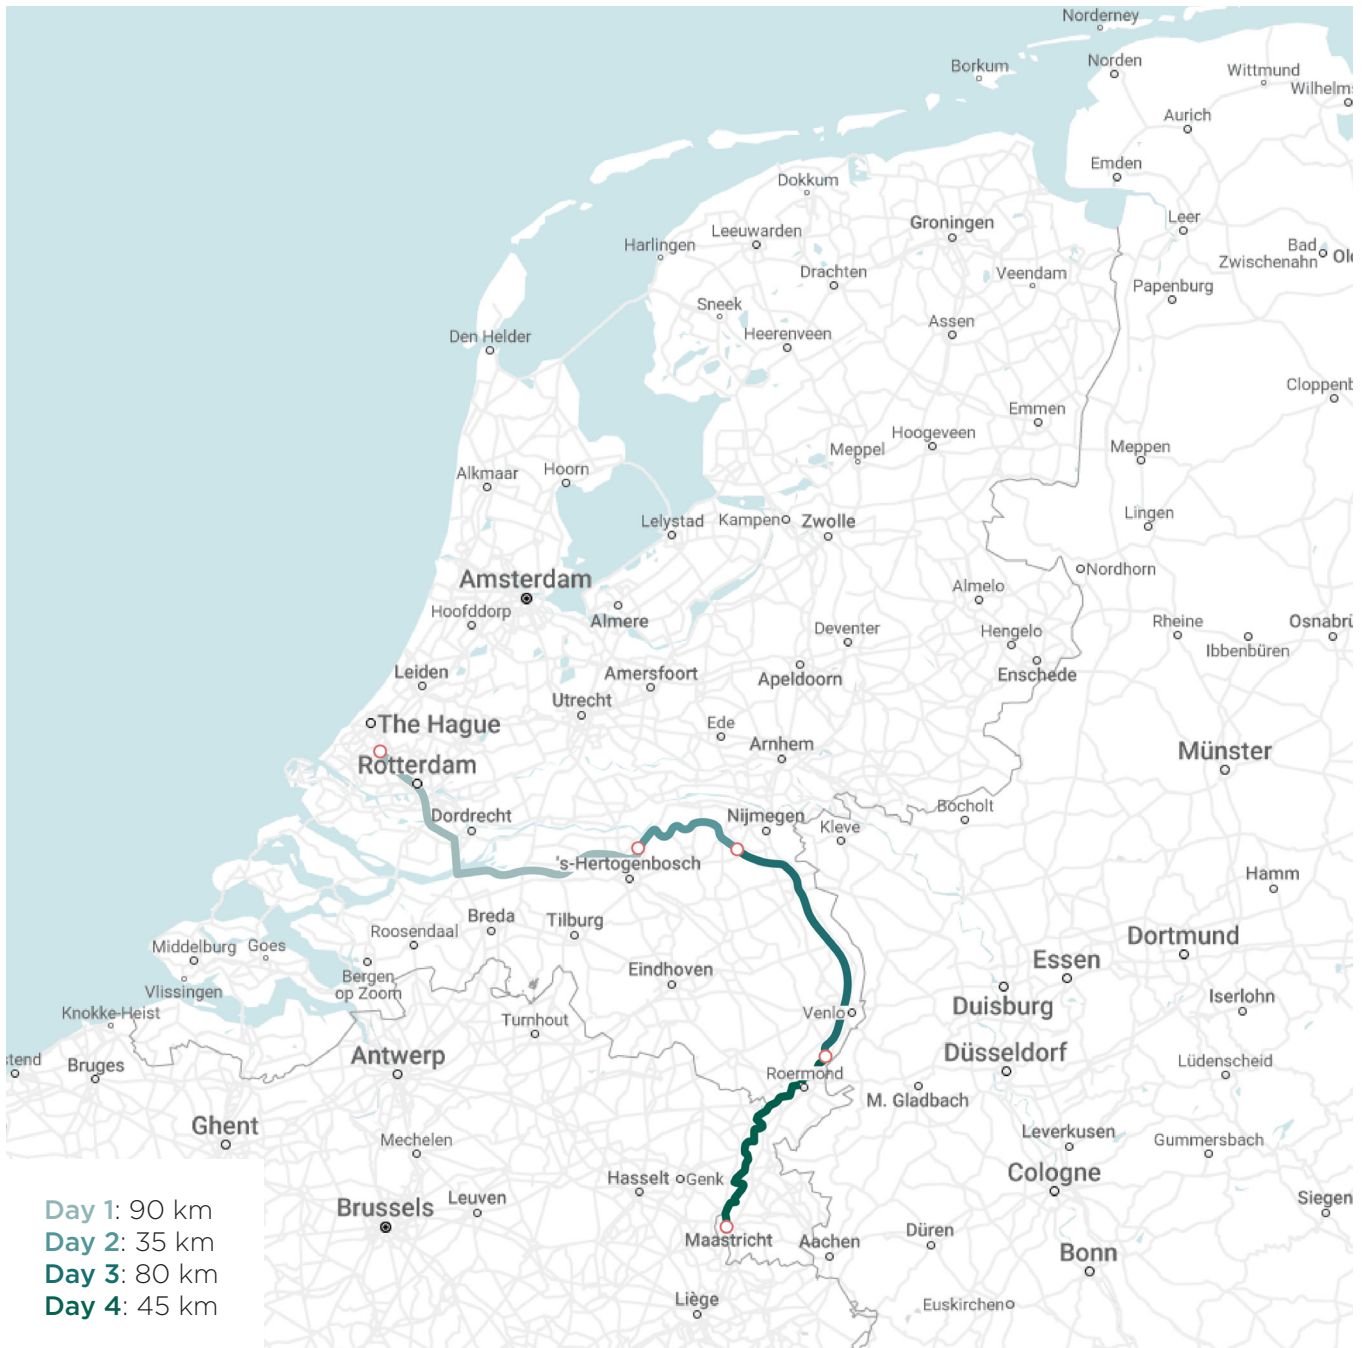 Norderney
Borkum
Norden
Wittmund
Wilhelms
Aurich
Emden
Dokkum
Leer
Groningen
Leeuwarden
Harlingen
Bad
Zwischenahn
Old
Drachten
Veendam
Papenburg
Sneek
Assen
Heerenveen
Den Helder
Cloppenb
Emmen
Hoogeveen
Meppel
Meppen
Alkmaar
Hoorn
Lelystad
Kampen
Zwolle
Lingen
Nordhorn
Amsterdam
Almelo
Hoofddorp
Almere
Deventer
Hengelo
Rheine
Osnabrü
Ibbenbüren
Leiden
Amersfoort
Apeldoorn
Enschede
Utrecht
The Hague
Ede
Arnhem
Münster
Rotterdam
Bocholt
Dordrecht
Nijmegen
Kleve
's-Hertogenbosch
Hamm
Breda
Tilburg
Roosendaal
Dortmund
Middelburg
Goes
Essen
Eindhoven
Bergen
op Zoom
Vlissingen
Iserlohn
Duisburg
Knokke-Heist
Turnhout
Venlo
stend
Bruges
Antwerp
Düsseldorf
Lüdenscheid
Roermond
M. Gladbach
Ghent
Mechelen
Leverkusen
Gummersbach
Hasselt
Genk
Cologne
Brussels
Leuven
Siegen
Maastricht
Aachen
Düren
Bonn
Liège
Euskirchen
Day 1: 90 km
Day 2: 35 km
Day 3: 80 km
Day 4: 45 km